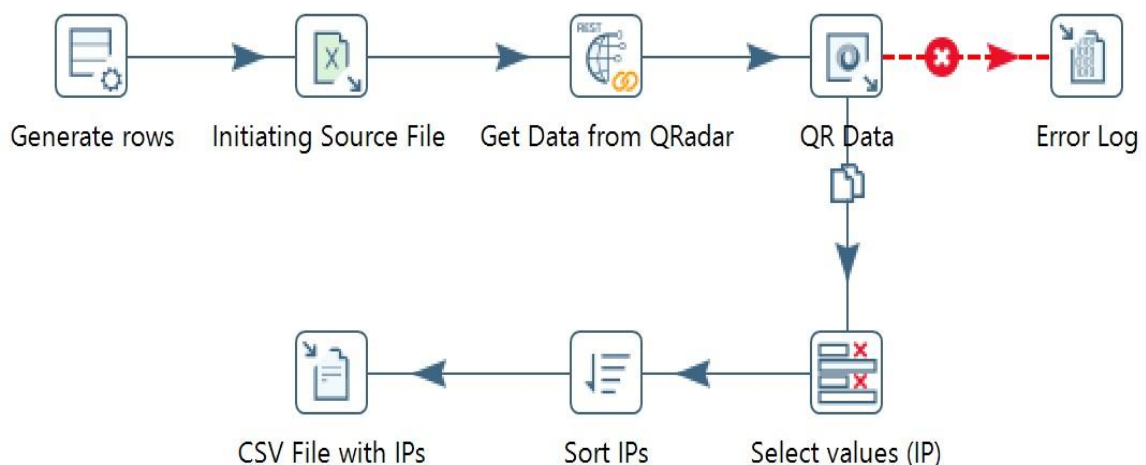 REST
Generate rows
Initiating Source File
Get Data from QRadar
QR Data
Error Log
CSV File with IPs
Sort IPs
Select values (IP)